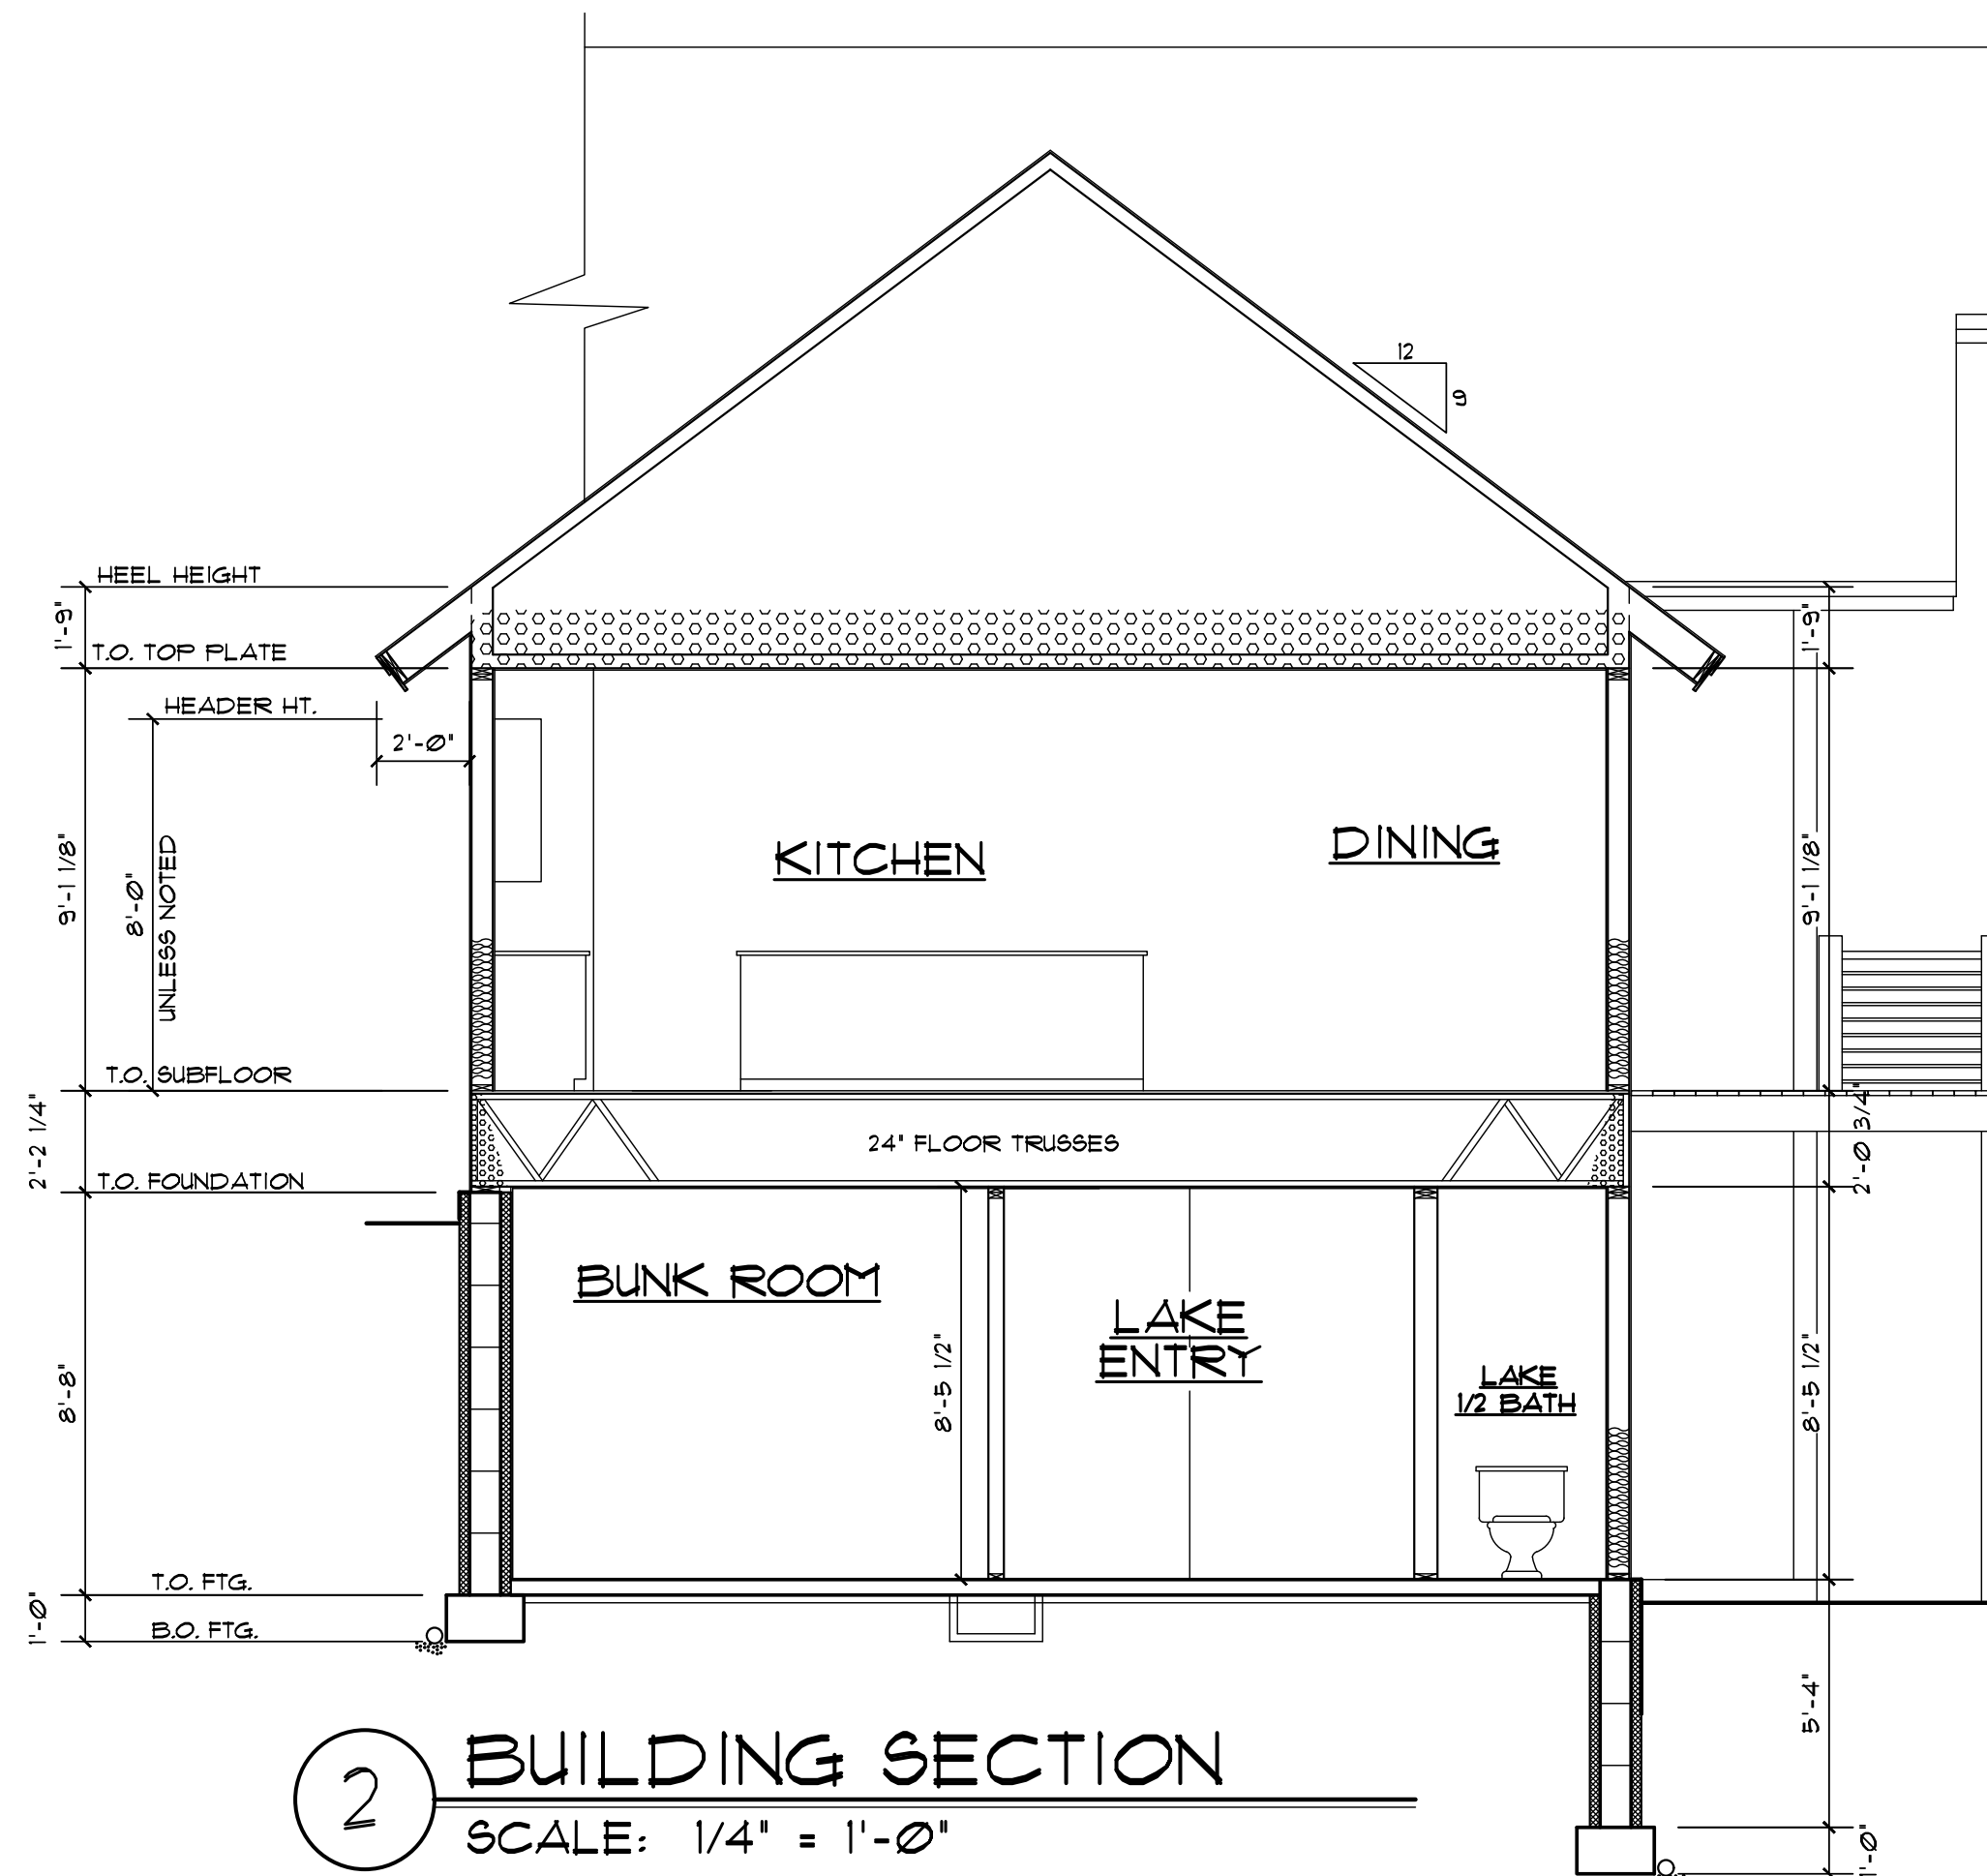 12
9
HEEL HEIGHT
1'-9"
1'-9"
T.O. TOP PLATE
HEADER HT.
2'-0"
9'-1 1/8"
8'-0"
UNLESS NOTED
KITCHEN
DINING
9'-1 1/8"
T.O. SUBFLOOR
2'-2 1/4"
24" FLOOR TRUSSES
2'-0 3/4"
T.O. FOUNDATION
BUNK ROOM
LAKE
ENTRY
LAKE
1/2 BATH
8'-8"
8'-5 1/2"
8'-5 1/2"
T.O. FTG.
1'-0"
B.O. FTG.
5'-4"
1'-0"
2
BUILDING SECTION
SCALE: 1/4" = 1'-0"